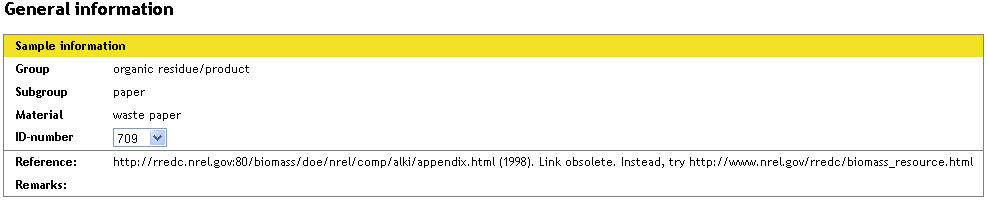 General information
Sample information
Group organic residue/product
Subgroup paper
Material waste paper
ID-number 709
Reference: http://rredc.nrel.gov:80/biomass/doe/nrel/comp/alki/appendix.html (1998). Link obsolete. Instead, try http://www.nrel.gov/rredc/biomass_resource.html
Remarks: